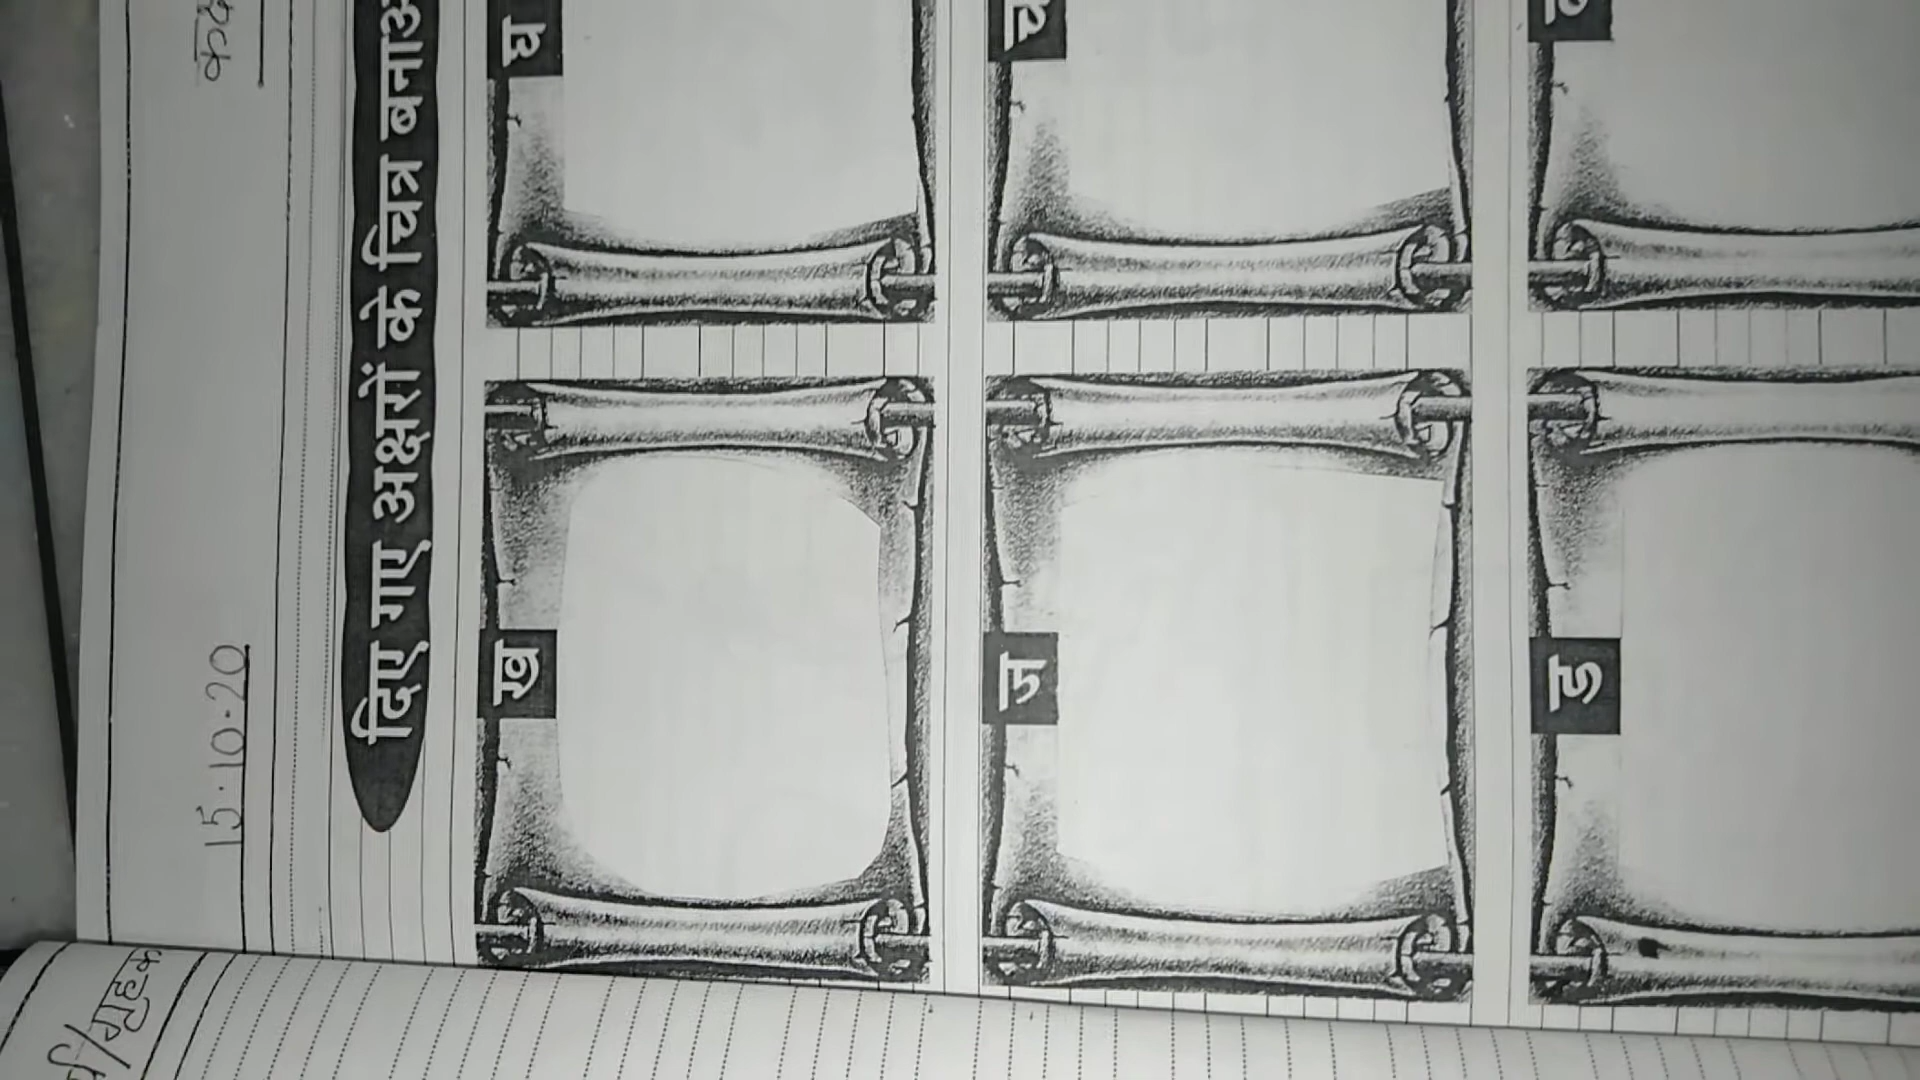 15.10.20
दिए गए अक्षरों के चित्र बनाओ
ख घ
ज च
ड